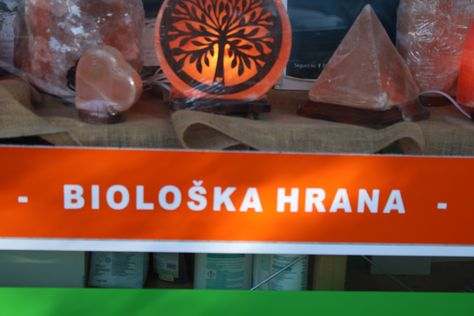 - BIOLOŠKA HRANA -